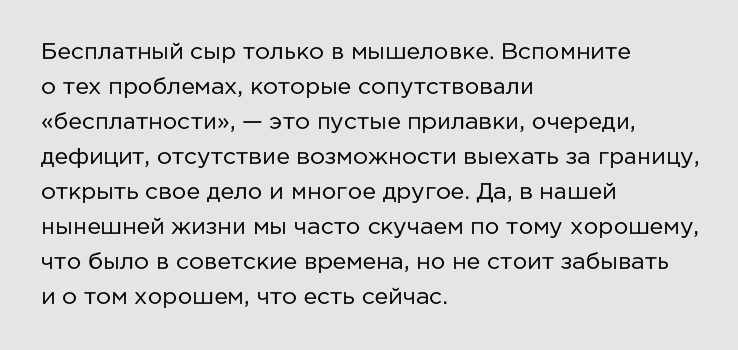 Бесплатный сыр только в мышеловке. Вспомните
о тех проблемах, которые сопутствовали
«бесплатности», — это пустые прилавки, очереди,
дефицит, отсутствие возможности выехать за границу,
открыть свое дело и многое другое. Да, в нашей
нынешней жизни мы часто скучаем по тому хорошему,
что было в советские времена, но не стоит забывать
и о том хорошем, что есть сейчас.